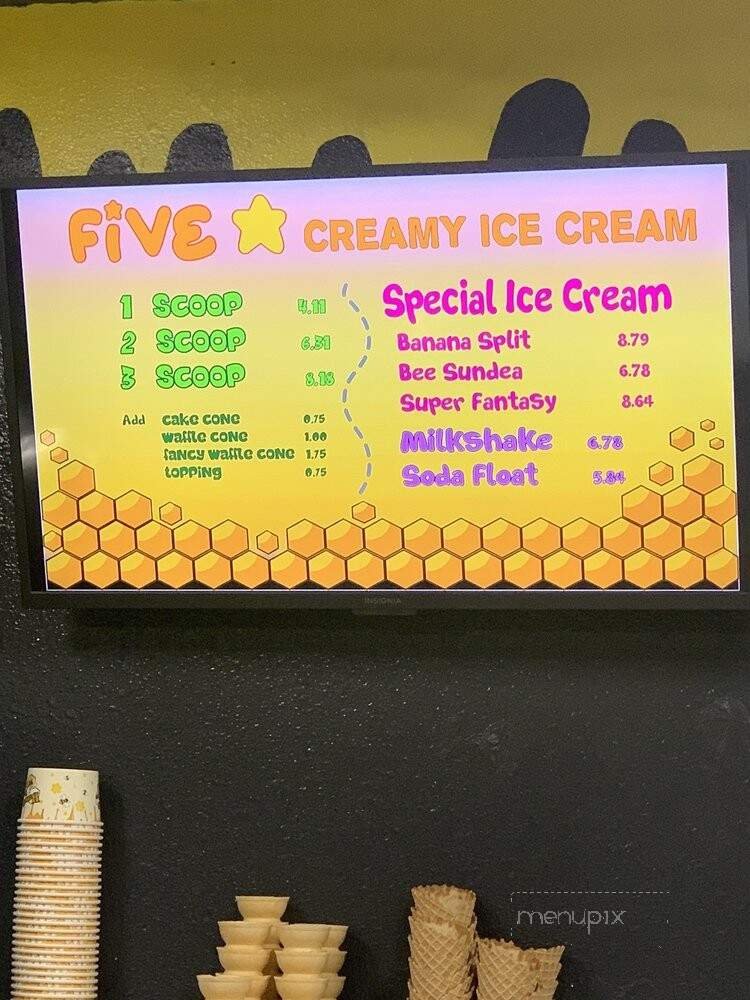 FiVE CREAMY ICE CREAM
1 SCOOP 4.11
2 SCOOP 6.31
3 SCOOP 8.18
Add cake cone 0.75
waffle cone 1.00
fancy waffle cone 1.75
topping 0.75
Special Ice Cream
Banana Split 8.79
Bee Sundea 6.78
Super Fantasy 8.64
Milkshake 6.78
Soda Float 5.84
INSIGNIA
menupix